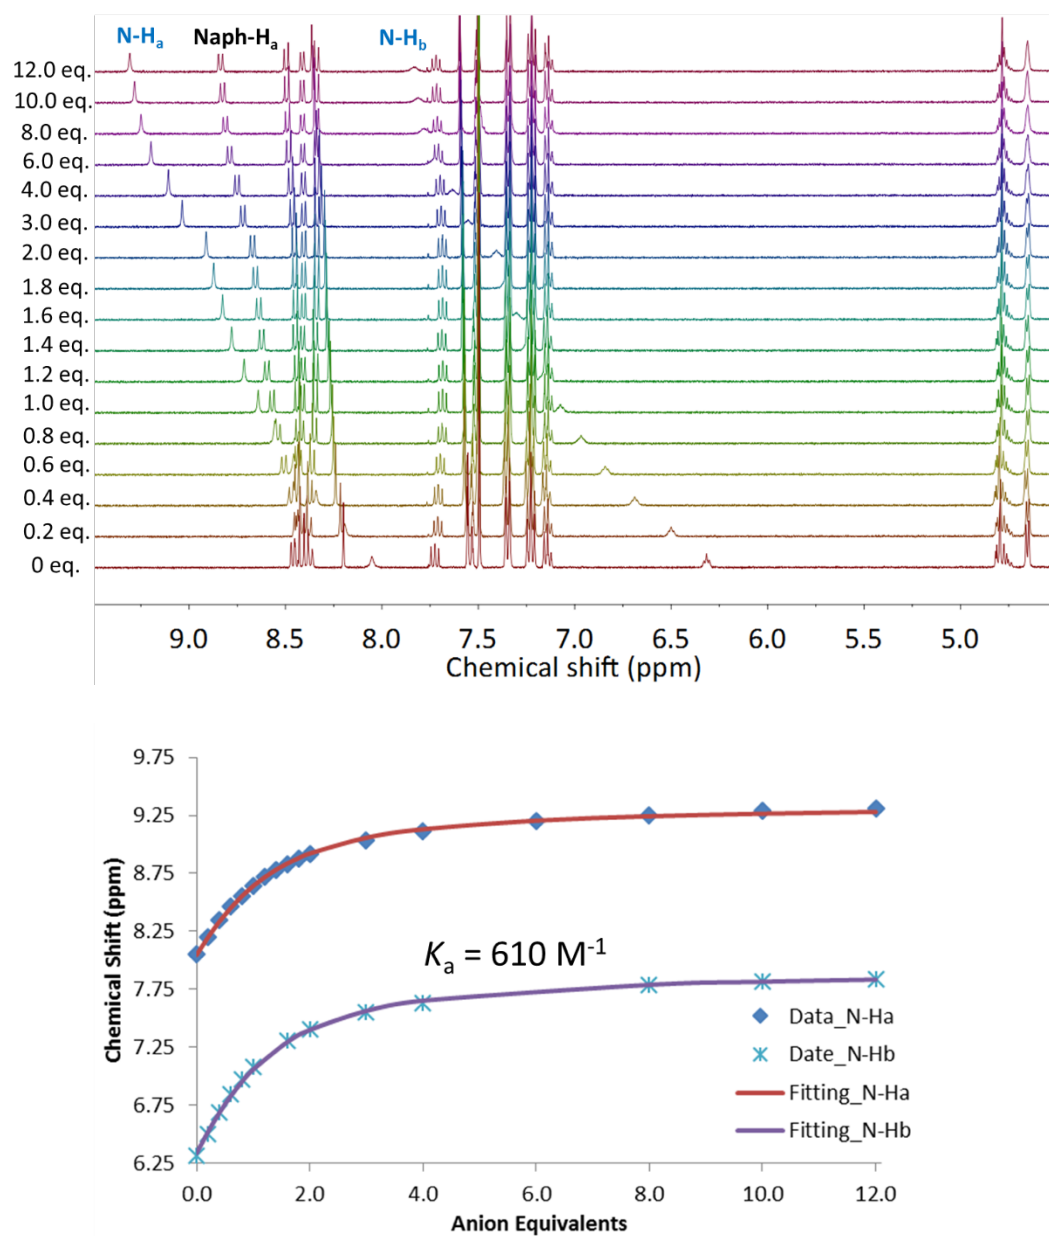 N-Ha Naph-Ha N-Hb
12.0 eq.
10.0 eq.
8.0 eq.
6.0 eq.
4.0 eq.
3.0 eq.
2.0 eq.
1.8 eq.
1.6 eq.
1.4 eq.
1.2 eq.
1.0 eq.
0.8 eq.
0.6 eq.
0.4 eq.
0.2 eq.
0 eq.
9.0 8.5 8.0 7.5 7.0 6.5 6.0 5.5 5.0
Chemical shift (ppm)
9.75
9.25
8.75
8.25
7.75
7.25
6.75
6.25
Chemical Shift (ppm)
Ka = 610 M-1
Data_N-Ha
Date_N-Hb
Fitting_N-Ha
Fitting_N-Hb
0.0 2.0 4.0 6.0 8.0 10.0 12.0
Anion Equivalents